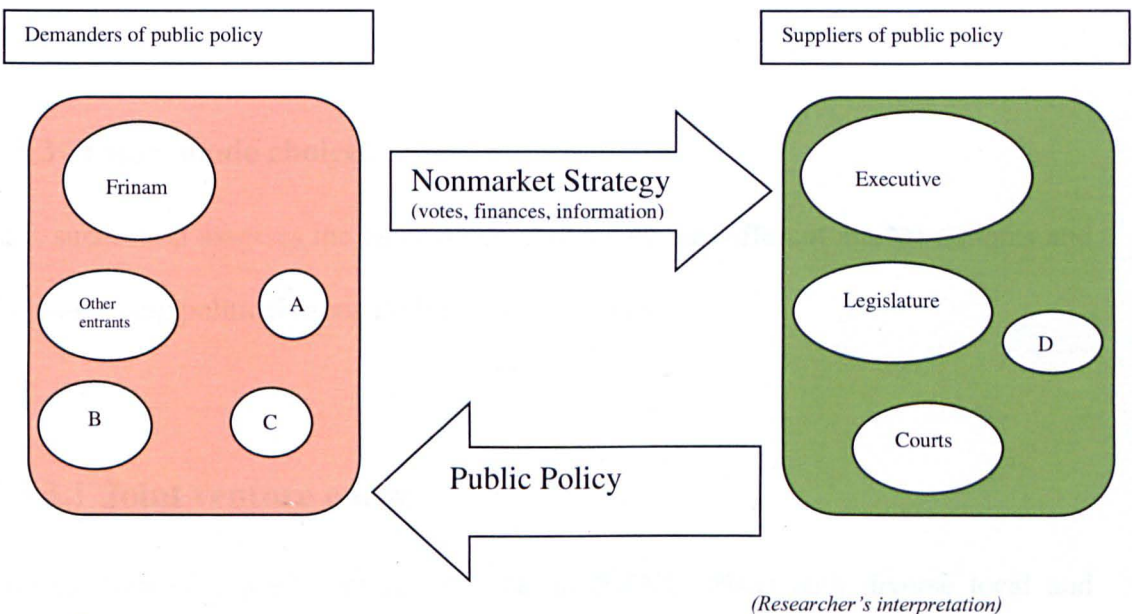 Demanders of public policy
Suppliers of public policy
Frinam
Other
entrants
A
B
C
Nonmarket Strategy
(votes, finances, information)
Executive
Legislature
D
Courts
Public Policy
(Researcher's interpretation)